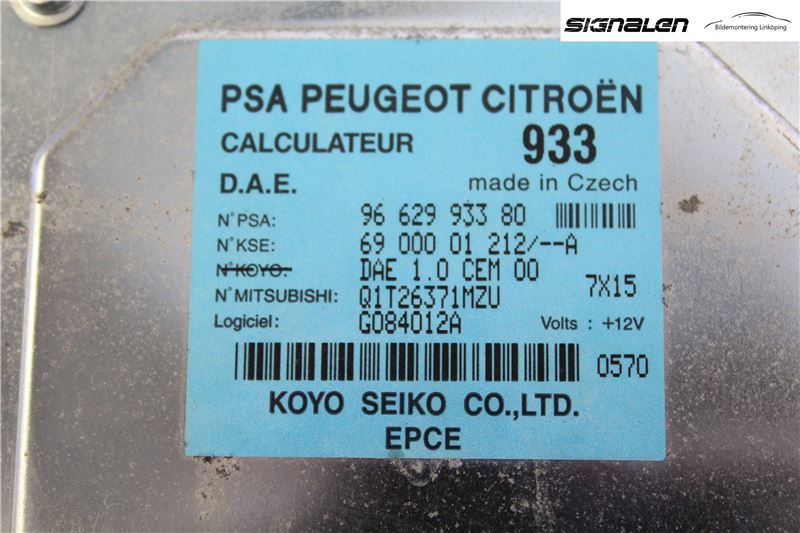 SIGNALEN
Bildemontering Linköping
PSA PEUGEOT CITROËN
CALCULATEUR 933
D.A.E. made in Czech
N°PSA: 96 629 933 80
N°KSE: 69 000 01 212/--A
N°KOYO: DAE 1.0 CEM 00
7X15
N°MITSUBISHI: Q1T26371MZU
Logiciel: G084012A Volts : +12V
0570
KOYO SEIKO CO.,LTD.
EPCE